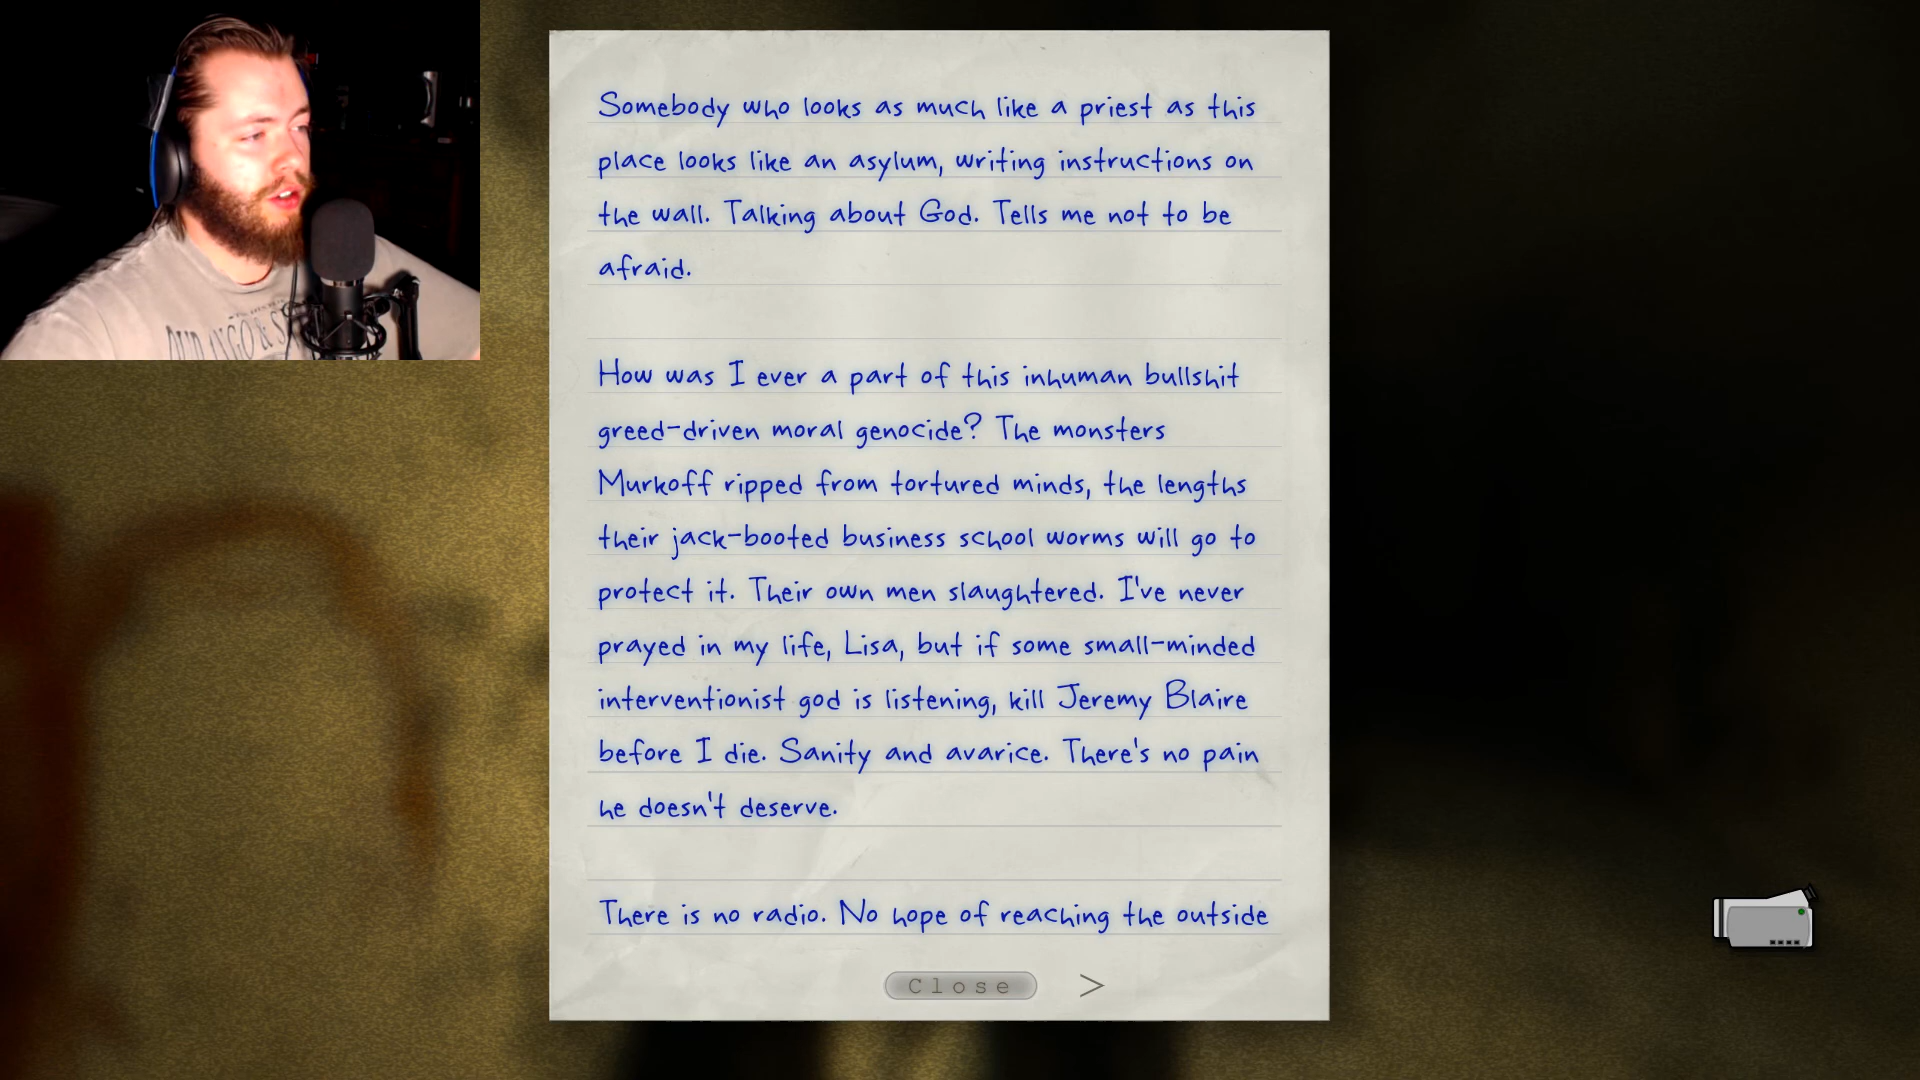 Somebody who looks as much like a priest as this
place looks like an asylum, writing instructions on
the wall. Talking about God. Tells me not to be
afraid.
How was I ever a part of this inhuman bullshit
greed-driven moral genocide? The monsters
Murkoff ripped from tortured minds, the lengths
their jack-booted business school worms will go to
protect it. Their own men slaughtered. I've never
prayed in my life, Lisa, but if some small-minded
interventionist god is listening, kill Jeremy Blaire
before I die. Sanity and avarice. There's no pain
he doesn't deserve.
There is no radio. No hope of reaching the outside
Close >